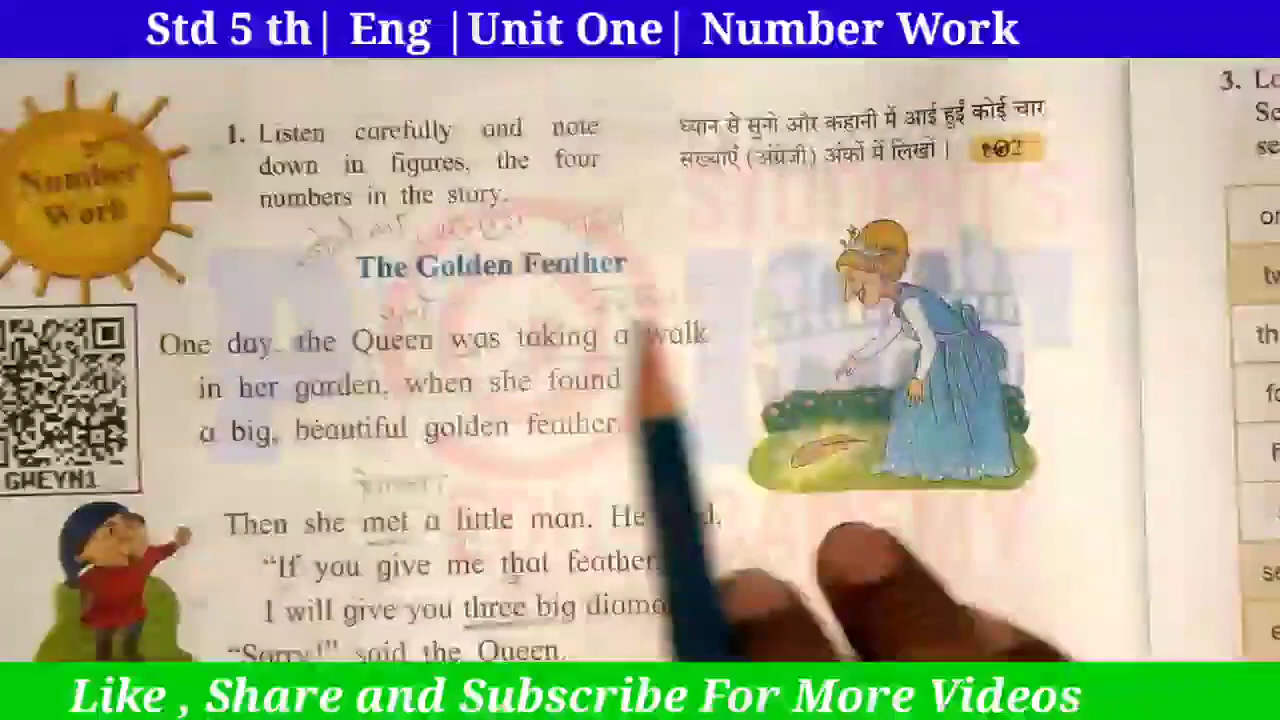 Std 5 th| Eng |Unit One| Number Work
Number
Work
1. Listen carefully and note
down in figures, the four
numbers in the story.
ध्यान से सुनो और कहानी में आई हुईं कोई चार
संख्याएँ (अंग्रेजी) अंकों में लिखो।
The Golden Feather
One day, the Queen was taking a walk
in her garden, when she found
a big, beautiful golden feather.
Then she met a little man. He
"If you give me that feather
I will give you three big
"Sorry!" said the Queen.
GWEYN1
3.
Like , Share and Subscribe For More Videos